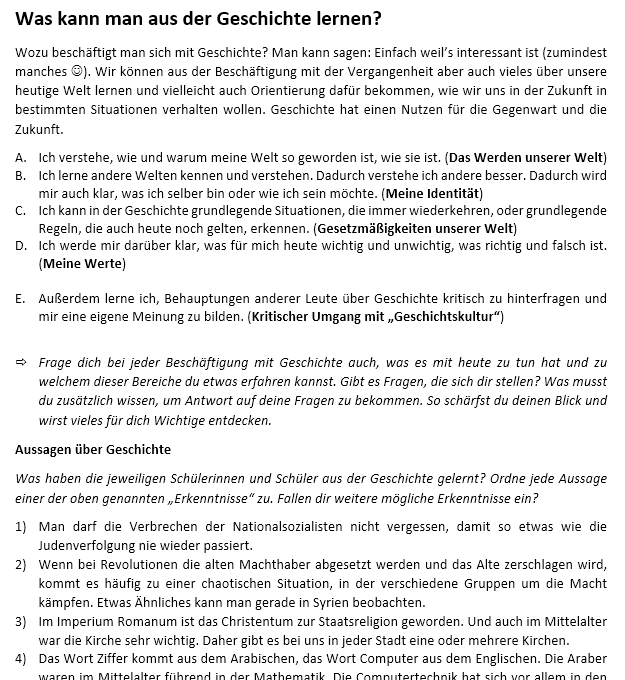 Was kann man aus der Geschichte lernen?
Wozu beschäftigt man sich mit Geschichte? Man kann sagen: Einfach weil's interessant ist (zumindest
manches ☺). Wir können aus der Beschäftigung mit der Vergangenheit aber auch vieles über unsere
heutige Welt lernen und vielleicht auch Orientierung dafür bekommen, wie wir uns in der Zukunft in
bestimmten Situationen verhalten wollen. Geschichte hat einen Nutzen für die Gegenwart und die
Zukunft.
A. Ich verstehe, wie und warum meine Welt so geworden ist, wie sie ist. (Das Werden unserer Welt)
B. Ich lerne andere Welten kennen und verstehen. Dadurch verstehe ich andere besser. Dadurch wird
mir auch klar, was ich selber bin oder wie ich sein möchte. (Meine Identität)
C. Ich kann in der Geschichte grundlegende Situationen, die immer wiederkehren, oder grundlegende
Regeln, die auch heute noch gelten, erkennen. (Gesetzmäßigkeiten unserer Welt)
D. Ich werde mir darüber klar, was für mich heute wichtig und unwichtig, was richtig und falsch ist.
(Meine Werte)
E. Außerdem lerne ich, Behauptungen anderer Leute über Geschichte kritisch zu hinterfragen und
mir eine eigene Meinung zu bilden. (Kritischer Umgang mit „Geschichtskultur“)
⇨ Frage dich bei jeder Beschäftigung mit Geschichte auch, was es mit heute zu tun hat und zu
welchem dieser Bereiche du etwas erfahren kannst. Gibt es Fragen, die sich dir stellen? Was musst
du zusätzlich wissen, um Antwort auf deine Fragen zu bekommen. So schärfst du deinen Blick und
wirst vieles für dich Wichtige entdecken.
Aussagen über Geschichte
Was haben die jeweiligen Schülerinnen und Schüler aus der Geschichte gelernt? Ordne jede Aussage
einer der oben genannten „Erkenntnisse“ zu. Fallen dir weitere mögliche Erkenntnisse ein?
1) Man darf die Verbrechen der Nationalsozialisten nicht vergessen, damit so etwas wie die
Judenverfolgung nie wieder passiert.
2) Wenn bei Revolutionen die alten Machthaber abgesetzt werden und das Alte zerschlagen wird,
kommt es häufig zu einer chaotischen Situation, in der verschiedene Gruppen um die Macht
kämpfen. Etwas Ähnliches kann man gerade in Syrien beobachten.
3) Im Imperium Romanum ist das Christentum zur Staatsreligion geworden. Und auch im Mittelalter
war die Kirche sehr wichtig. Daher gibt es bei uns in jeder Stadt eine oder mehrere Kirchen.
4) Das Wort Ziffer kommt aus dem Arabischen, das Wort Computer aus dem Englischen. Die Araber
waren im Mittelalter führend in der Mathematik. Die Computertechnik hat sich vor allem in den